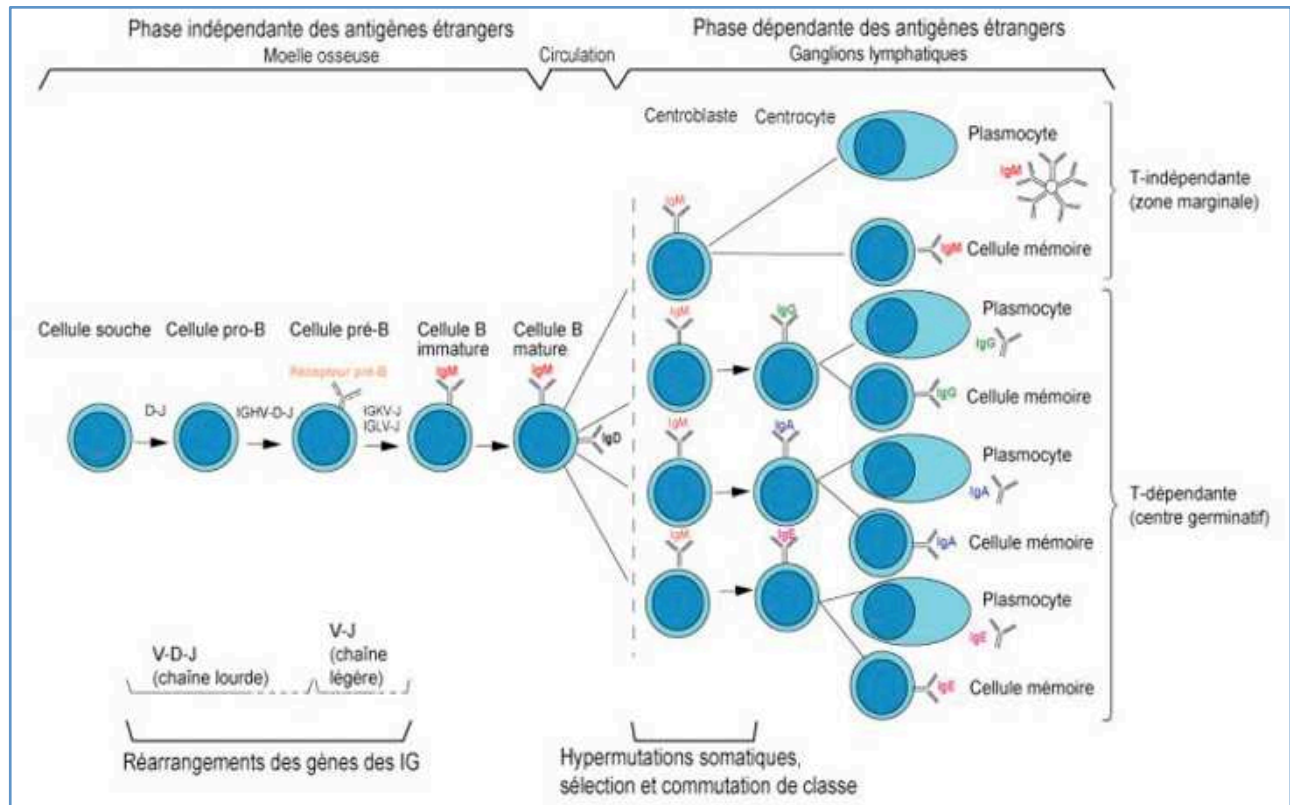 Phase indépendante des antigènes étrangers
Moelle osseuse
Circulation
Phase dépendante des antigènes étrangers
Ganglions lymphatiques
Centroblaste
Centrocyte
Plasmocyte
IgM
T-indépendante
(zone marginale)
IgM
IgM
Cellule mémoire
Cellule souche
Cellule pro-B
Cellule pré-B
Cellule B
immature
Cellule B
mature
Récepteur pré-B
IgM
IgM
IgD
D-J
IGHV-D-J
IGKV-J
IGLV-J
IgM
IgG
Plasmocyte
IgG
IgG
Cellule mémoire
IgM
IgA
Plasmocyte
IgA
IgA
Cellule mémoire
T-dépendante
(centre germinatif)
IgM
IgE
Plasmocyte
IgE
IgE
Cellule mémoire
V-D-J
(chaîne lourde)
V-J
(chaîne
légère)
Réarrangements des gènes des IG
Hypermutations somatiques,
sélection et commutation de classe